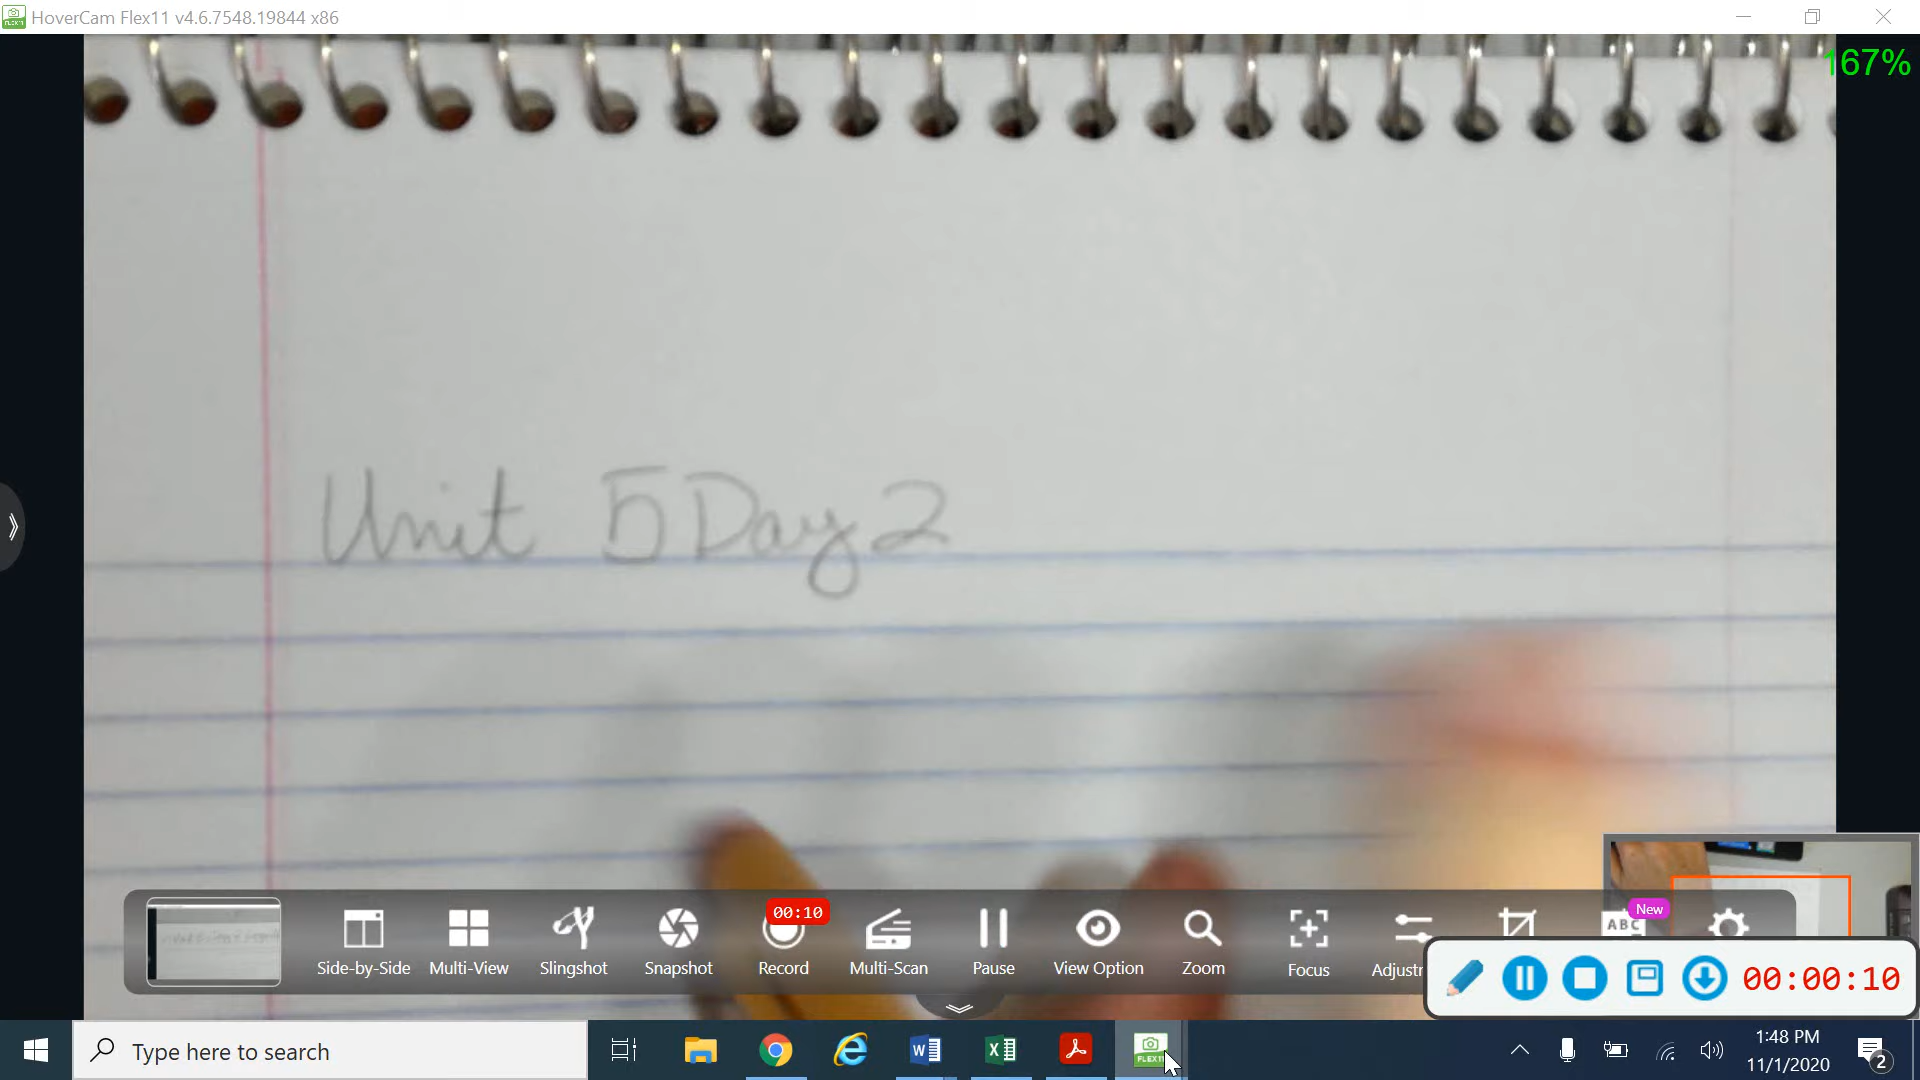 HoverCam Flex11 v4.6.7548.19844 x86
167%
Unit 5 Day 2
00:10
New
ABC
Side-by-Side
Multi-View
Slingshot
Snapshot
Record
Multi-Scan
Pause
View Option
Zoom
Focus
Adjustm
00:00:10
Type here to search
FLEX11
1:48 PM
11/1/2020
2